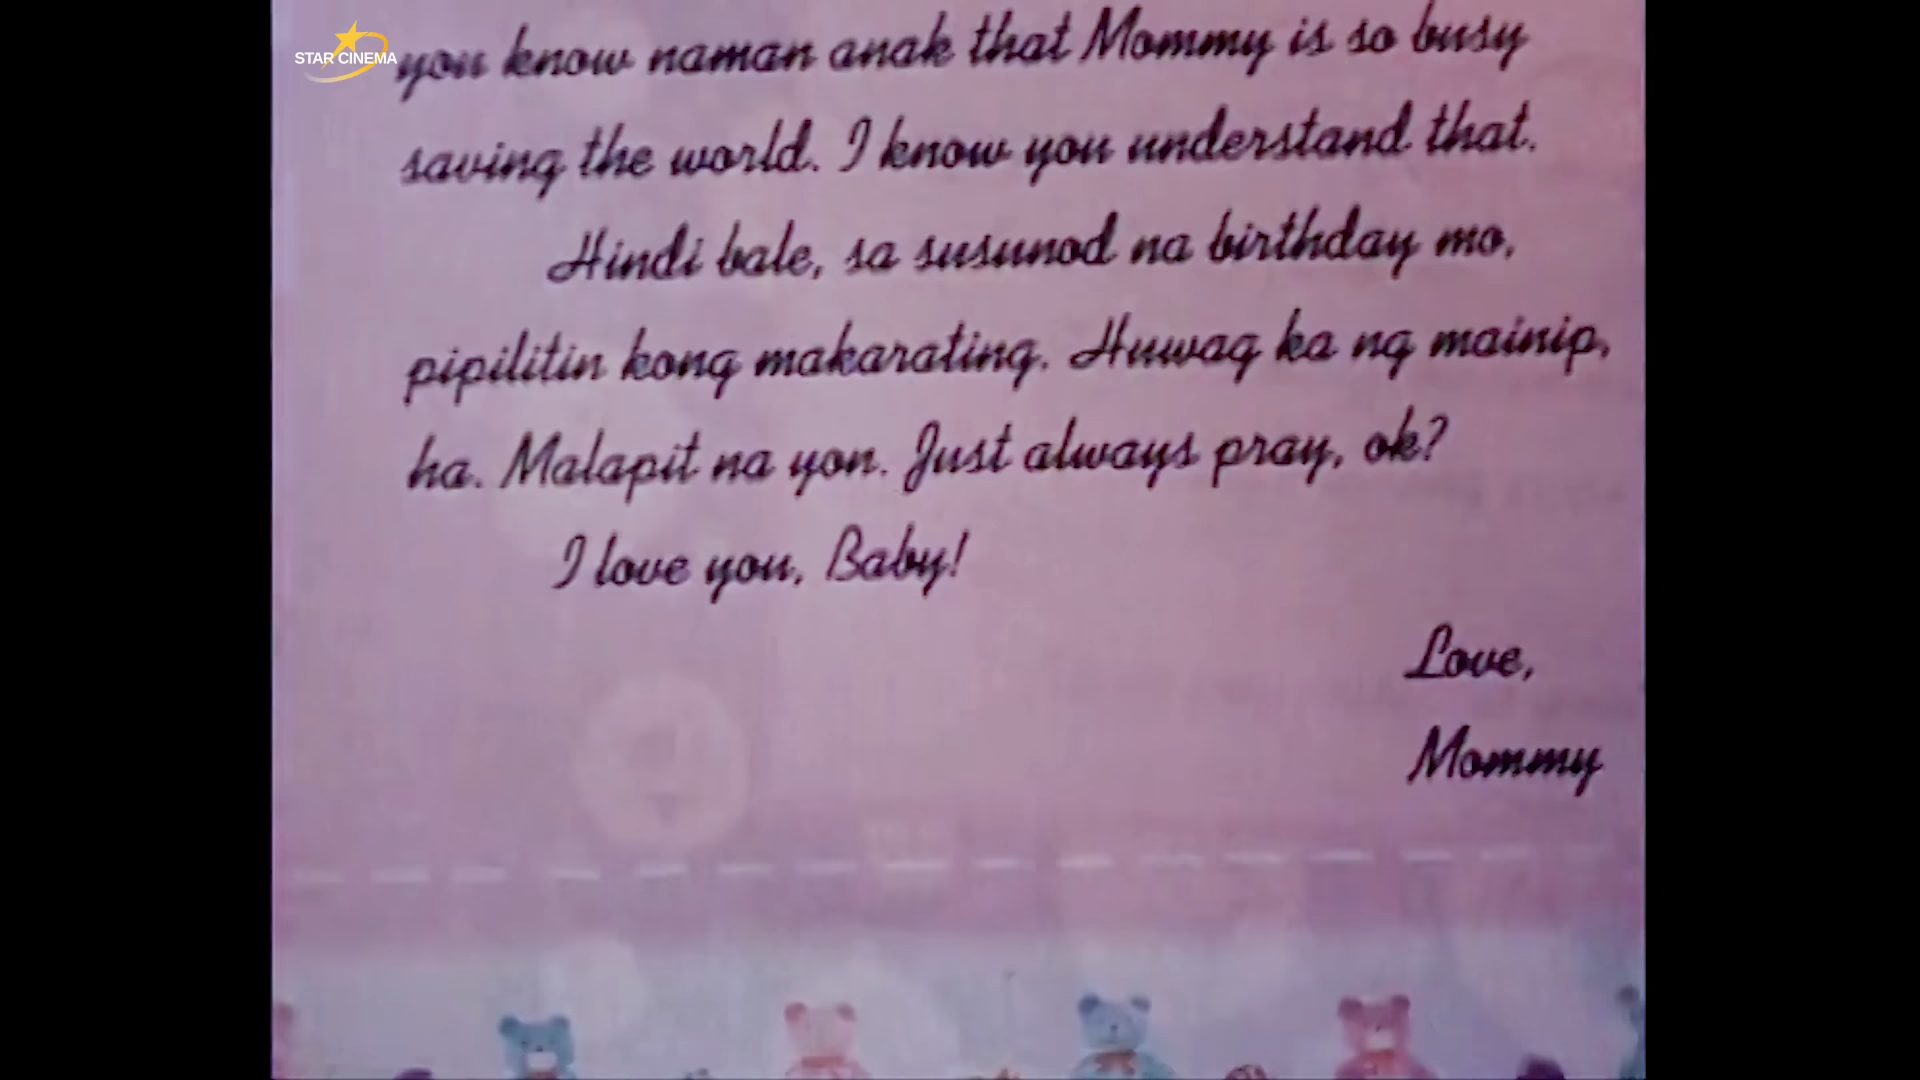 STAR CINEMA
you know naman anak that Mommy is so busy
saving the world. I know you understand that.
Hindi bale, sa susunod na birthday mo,
pipilitin kong makarating. Huwag ka ng mainip,
ha. Malapit na yon. Just always pray, ok?
I love you, Baby!
Love,
Mommy